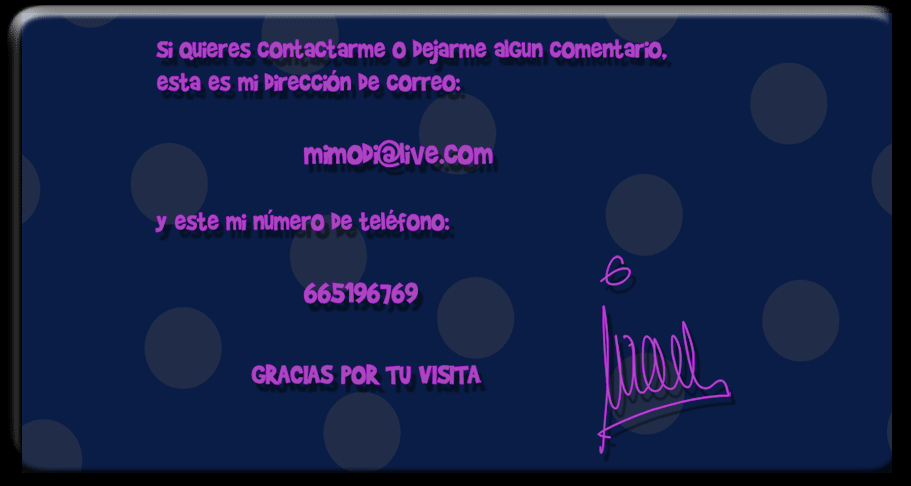 Si quieres contactarme o dejarme algun comentario,
esta es mi dirección de correo:
mimodi@live.com
y este mi número de teléfono:
665196769
GRACIAS POR TU VISITA